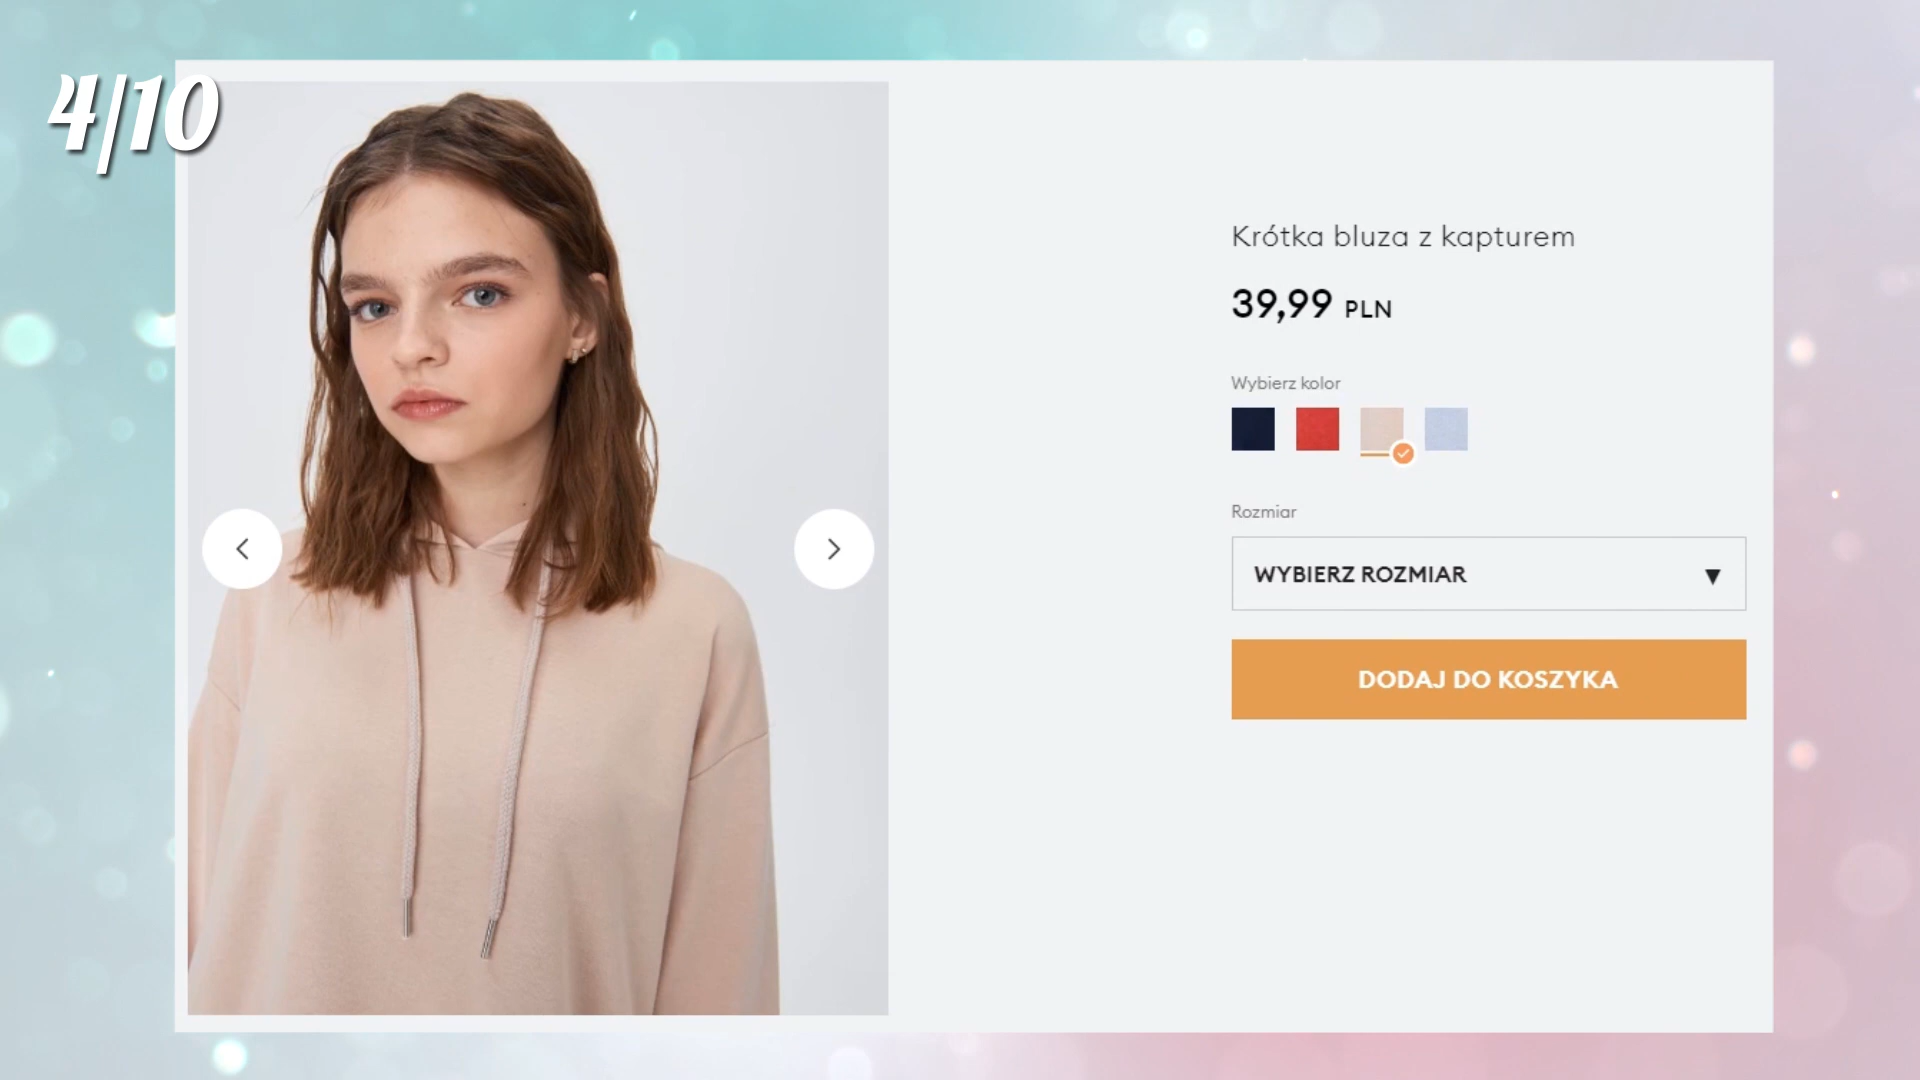 4/10
Krótka bluza z kapturem
39,99 PLN
Wybierz kolor
Rozmiar
WYBIERZ ROZMIAR
DODAJ DO KOSZYKA